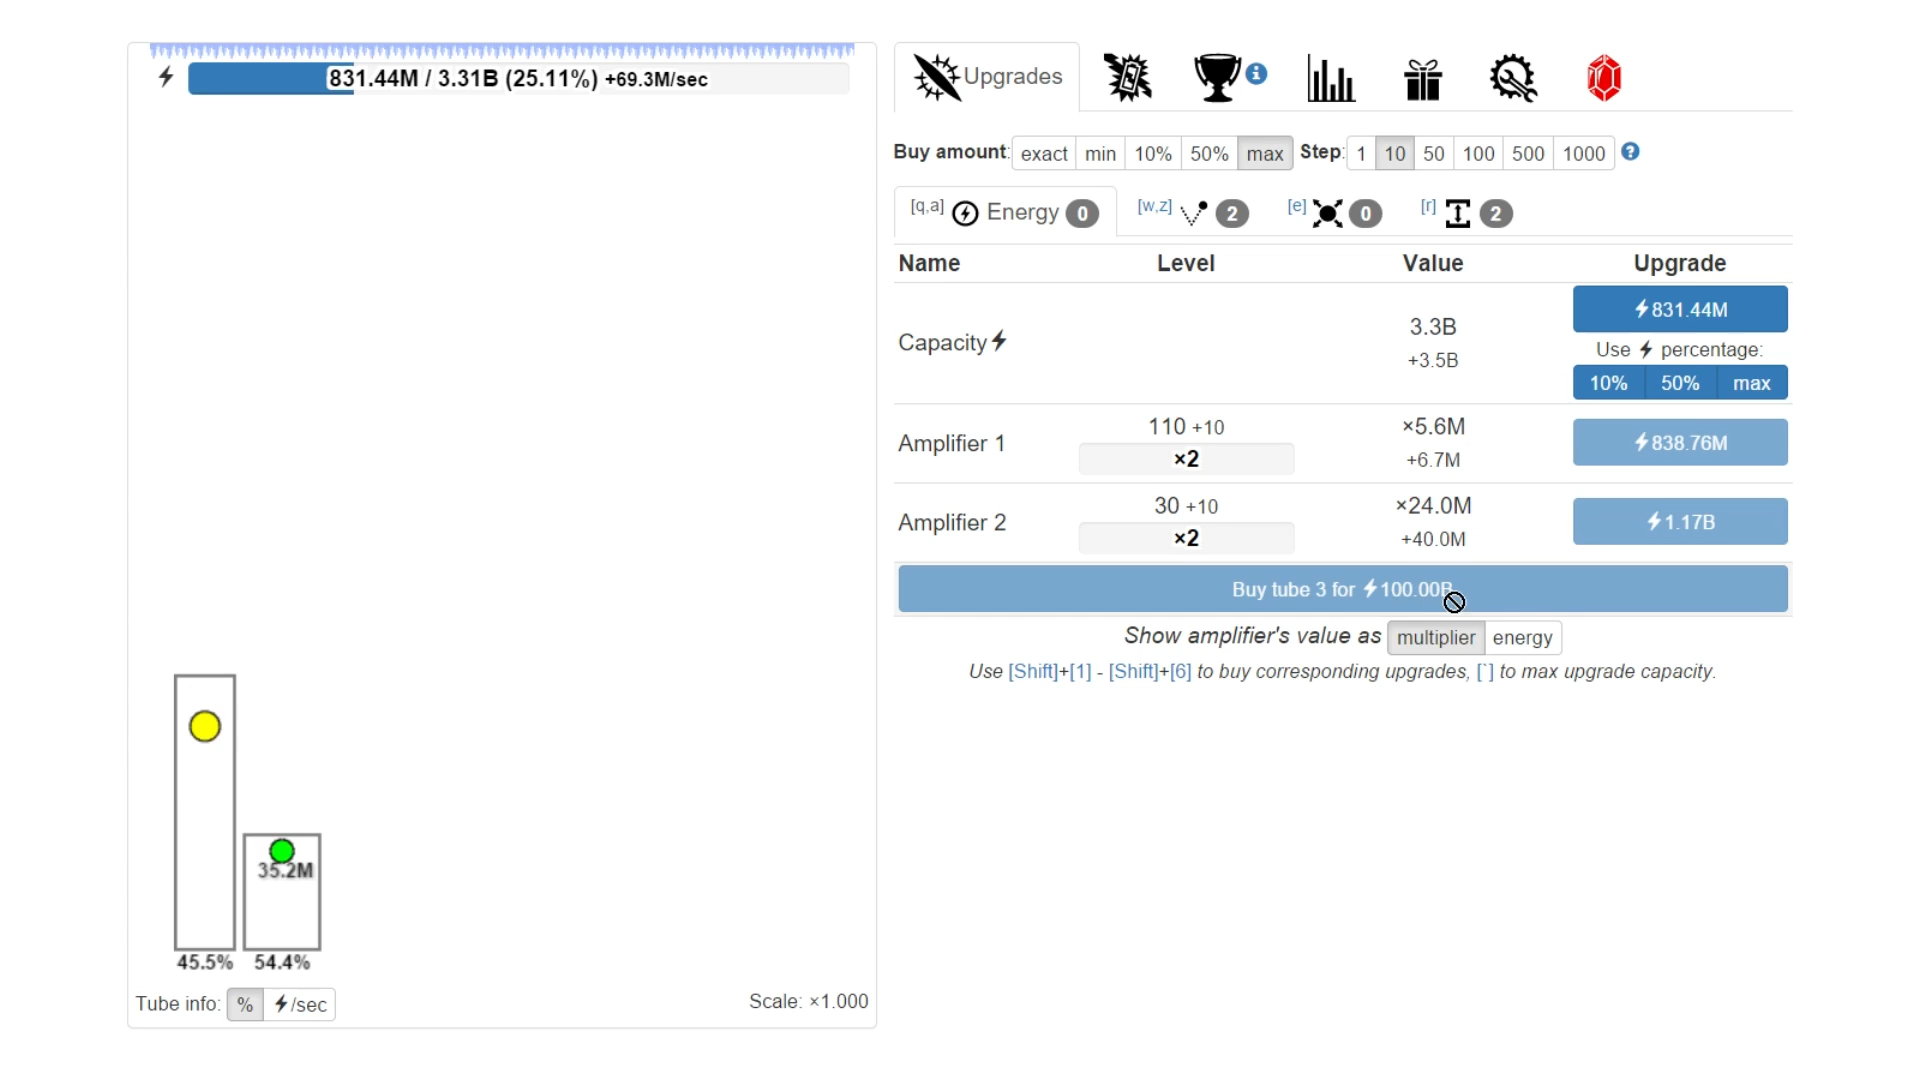 831.44M / 3.31B (25.11%) +69.3M/sec
Upgrades
Buy amount: exact min 10% 50% max Step: 1 10 50 100 500 1000
[q,a] Energy 0 [w,z] 2 [e] 0 [r] 2
Name Level Value Upgrade
Capacity 3.3B +3.5B 831.44M
Use percentage:
10% 50% max
Amplifier 1 110 +10 ×2 ×5.6M +6.7M 838.76M
Amplifier 2 30 +10 ×2 ×24.0M +40.0M 1.17B
Buy tube 3 for 100.00B
Show amplifier's value as multiplier energy
Use [Shift]+[1] - [Shift]+[6] to buy corresponding upgrades, [`] to max upgrade capacity.
35.2M
45.5% 54.4%
Tube info: % /sec
Scale: ×1.000